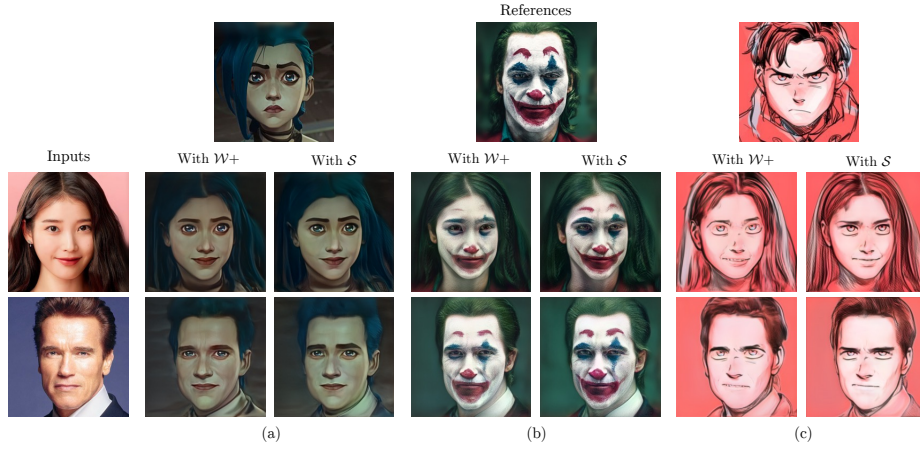 References
Inputs
With W+
With S
With W+
With S
With W+
With S
(a)
(b)
(c)